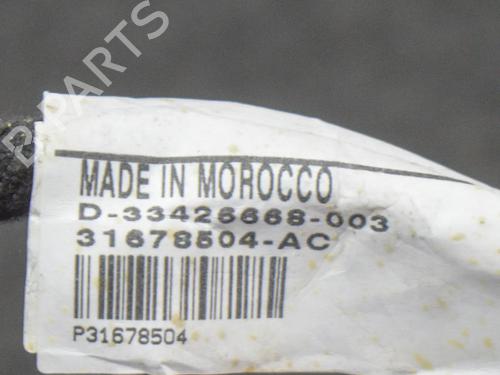 B-PARTS
MADE IN MOROCCO
D-33426668-003
31678504-AC
P31678504